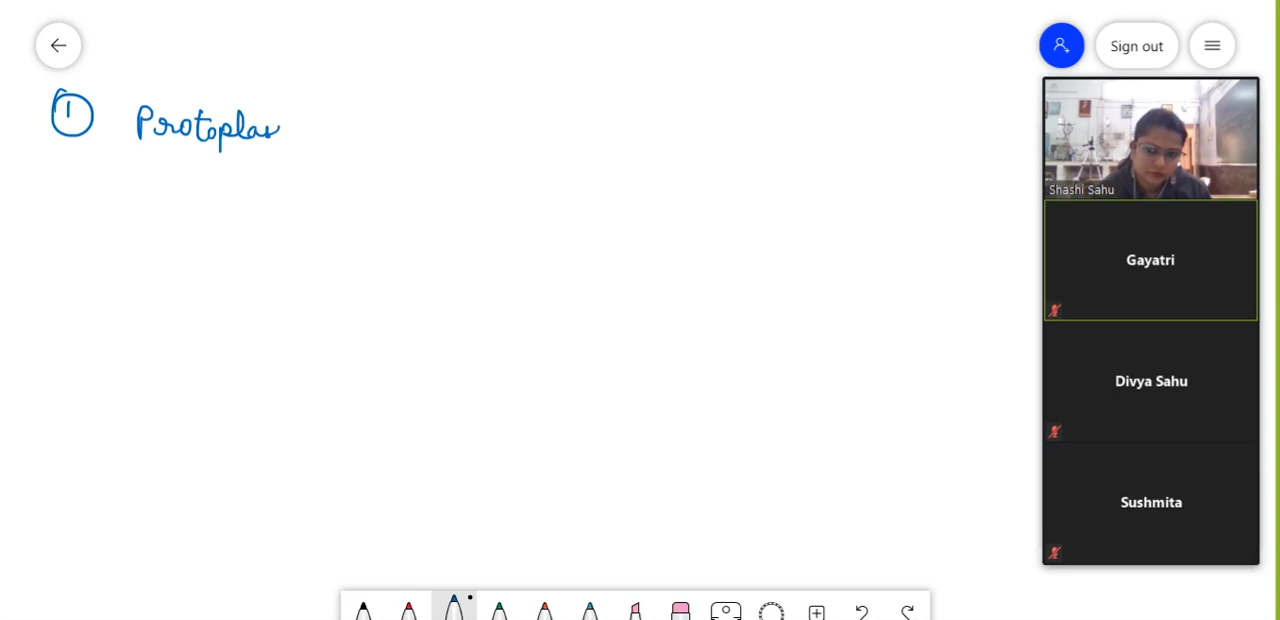 Sign out
① Protoplas
Shashi Sahu
Gayatri
Divya Sahu
Sushmita